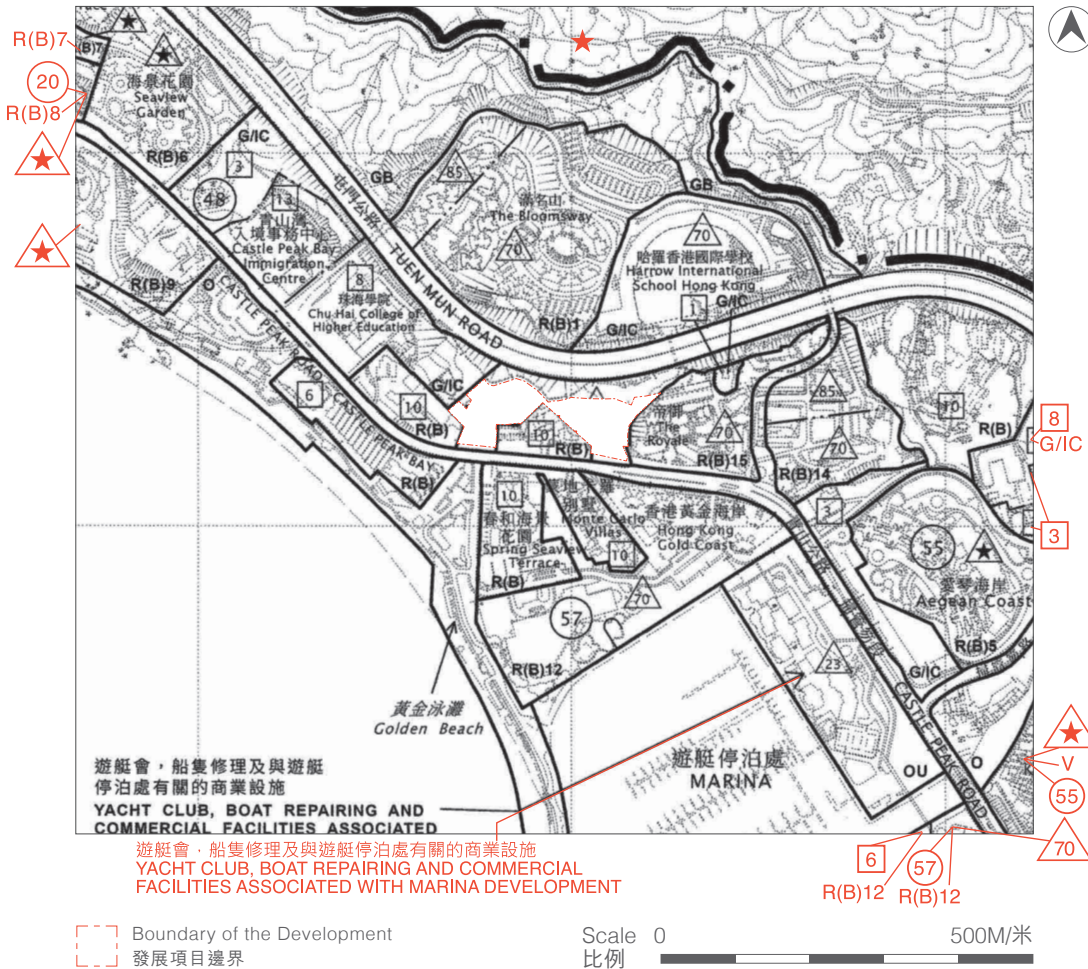 R(B)7
(B)7
20
R(B)8
海景花園
Seaview
Garden
R(B)6
G/IC
3
48
13
青山灣
入境事務中心
Castle Peak Bay
Immigration
Centre
屯門公路
TUEN MUN ROAD
GB
85
滿名山
The Bloomsway
70
R(B)1
GB
70
哈羅香港國際學校
Harrow International
School Hong Kong
1
G/IC
G/IC
8
珠海學院
Chu Hai College of
Higher Education
R(B)9
O
CASTLE PEAK ROAD
CASTLE PEAK BAY
6
R(B)
G/IC
10
R(B)
10
R(B)
帝御
The
Royale
70
R(B)15
85
70
R(B)14
10
R(B)
8
G/IC
3
3
55
愛琴海岸
Aegean Coast
R(B)5
G/IC
10
春和海景
花園
Spring Seaview
Terrace
R(B)
別墅
Monte Carlo
Villas
10
香港黃金海岸
Hong Kong
Gold Coast
70
57
R(B)12
23
黃金泳灘
Golden Beach
遊艇停泊處
MARINA
OU
O
CASTLE PEAK ROAD
V
55
70
遊艇會，船隻修理及與遊艇
停泊處有關的商業設施
YACHT CLUB, BOAT REPAIRING AND
COMMERCIAL FACILITIES ASSOCIATED
遊艇會，船隻修理及與遊艇停泊處有關的商業設施
YACHT CLUB, BOAT REPAIRING AND COMMERCIAL
FACILITIES ASSOCIATED WITH MARINA DEVELOPMENT
6
R(B)12
57
R(B)12
Boundary of the Development
發展項目邊界
Scale 0 500M/米
比例